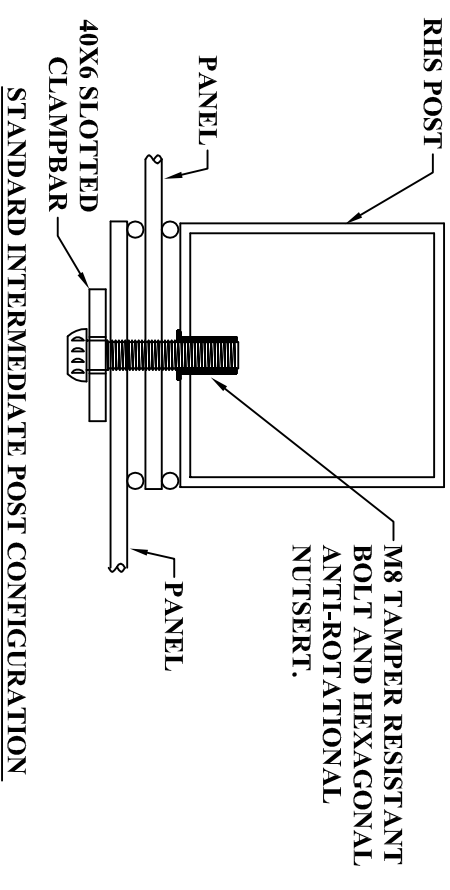 RHS POST
PANEL
40X6 SLOTTED
CLAMPBAR
M8 TAMPER RESISTANT
BOLT AND HEXAGONAL
ANTI-ROTATIONAL
NUTSERT.
PANEL
STANDARD INTERMEDIATE POST CONFIGURATION